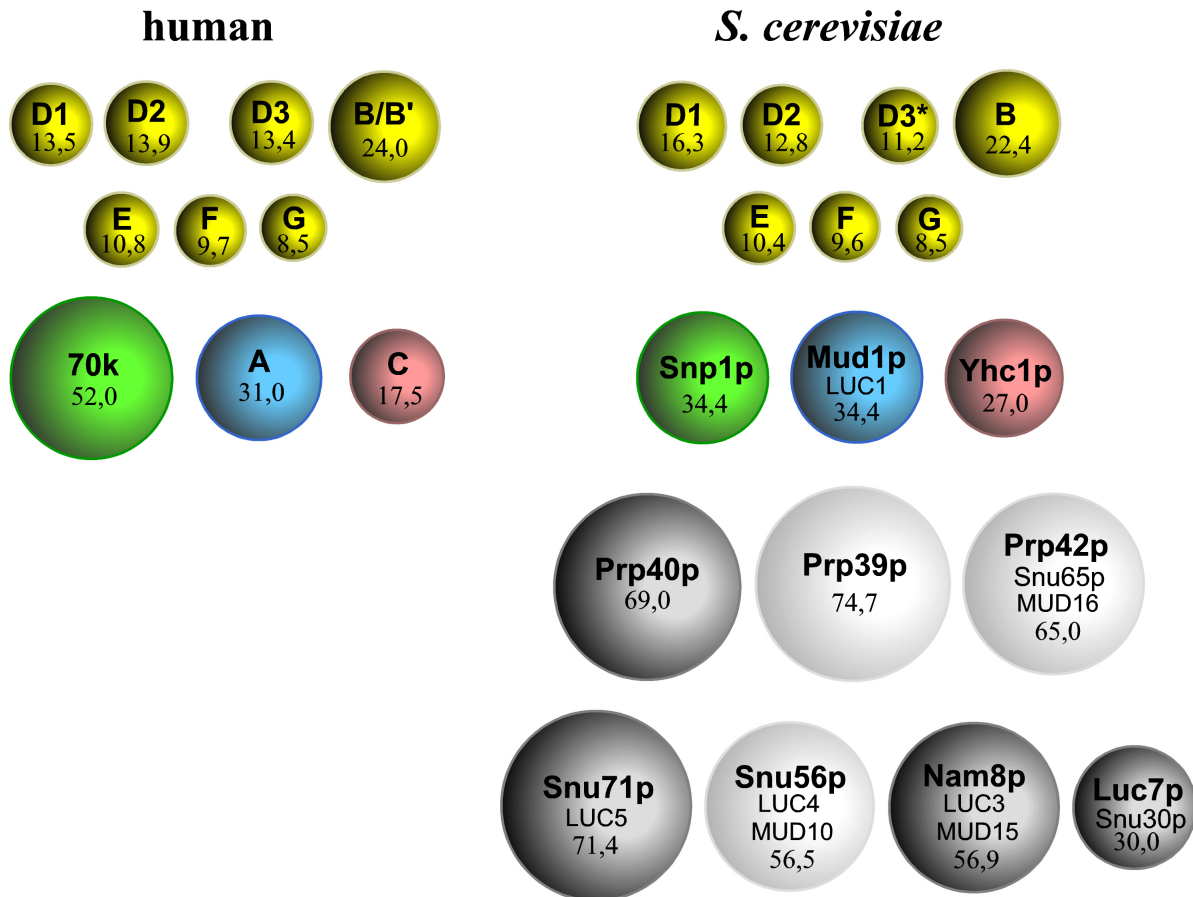 human
S. cerevisiae
D1
13,5
D2
13,9
D3
13,4
B/B'
24,0
D1
16,3
D2
12,8
D3*
11,2
B
22,4
E
10,8
F
9,7
G
8,5
E
10,4
F
9,6
G
8,5
70k
52,0
A
31,0
C
17,5
Snp1p
34,4
Mud1p
LUC1
34,4
Yhc1p
27,0
Prp40p
69,0
Prp39p
74,7
Prp42p
Snu65p
MUD16
65,0
Snu71p
LUC5
71,4
Snu56p
LUC4
MUD10
56,5
Nam8p
LUC3
MUD15
56,9
Luc7p
Snu30p
30,0